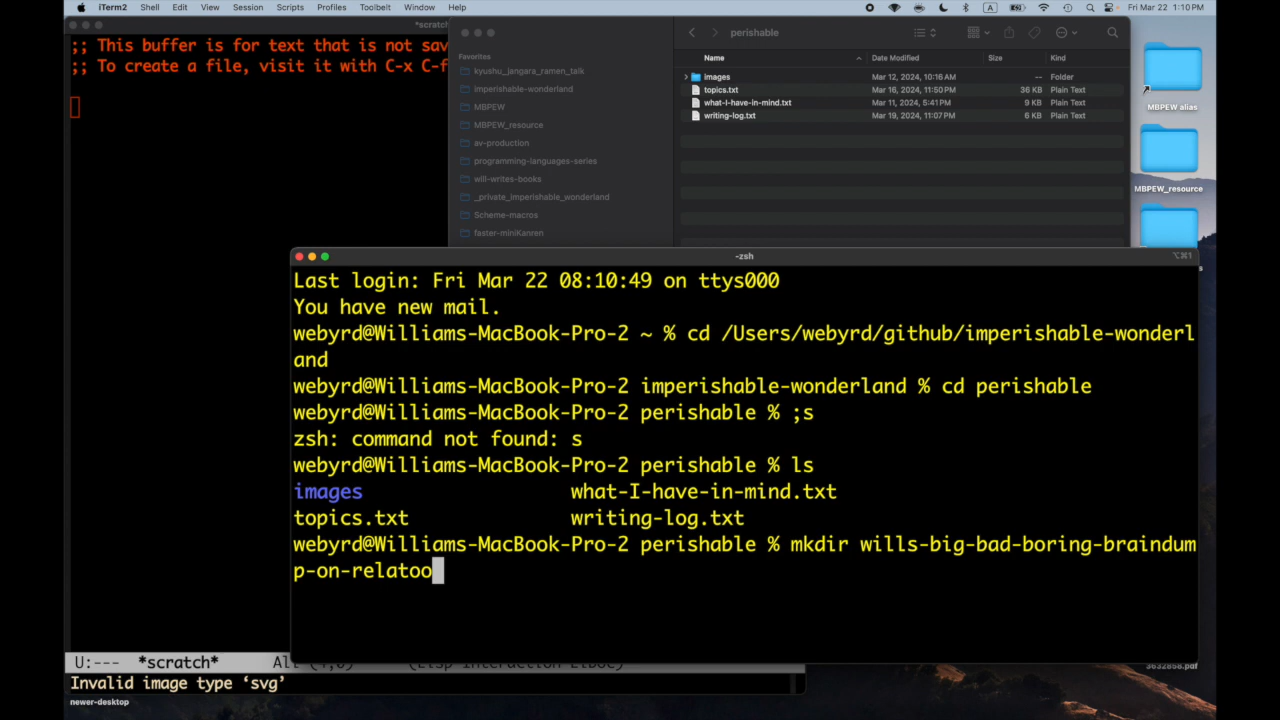 iTerm2 Shell Edit View Session Scripts Profiles Toolbelt Window Help
A
Fri Mar 22 1:10 PM
*scratch
;; This buffer is for text that is not sav
;; To create a file, visit it with C-x C-f
perishable
Favorites
kyushu_jangara_ramen_talk
imperishable-wonderland
MBPEW
MBPEW_resource
av-production
programming-languages-series
will-writes-books
_private_imperishable_wonderland
Scheme-macros
faster-miniKanren
Name Date Modified Size Kind
images Mar 12, 2024, 10:16 AM -- Folder
topics.txt Mar 16, 2024, 11:50 PM 36 KB Plain Text
what-I-have-in-mind.txt Mar 11, 2024, 5:41 PM 9 KB Plain Text
writing-log.txt Mar 19, 2024, 11:07 PM 6 KB Plain Text
MBPEW alias
MBPEW_resource
-zsh
⌥⌘1
Last login: Fri Mar 22 08:10:49 on ttys000
You have new mail.
webyrd@Williams-MacBook-Pro-2 ~ % cd /Users/webyrd/github/imperishable-wonderl
and
webyrd@Williams-MacBook-Pro-2 imperishable-wonderland % cd perishable
webyrd@Williams-MacBook-Pro-2 perishable % ;s
zsh: command not found: s
webyrd@Williams-MacBook-Pro-2 perishable % ls
images what-I-have-in-mind.txt
topics.txt writing-log.txt
webyrd@Williams-MacBook-Pro-2 perishable % mkdir wills-big-bad-boring-braindum
p-on-relatoo
U:--- *scratch*
Invalid image type ‘svg’
newer-desktop
3632858.pdf